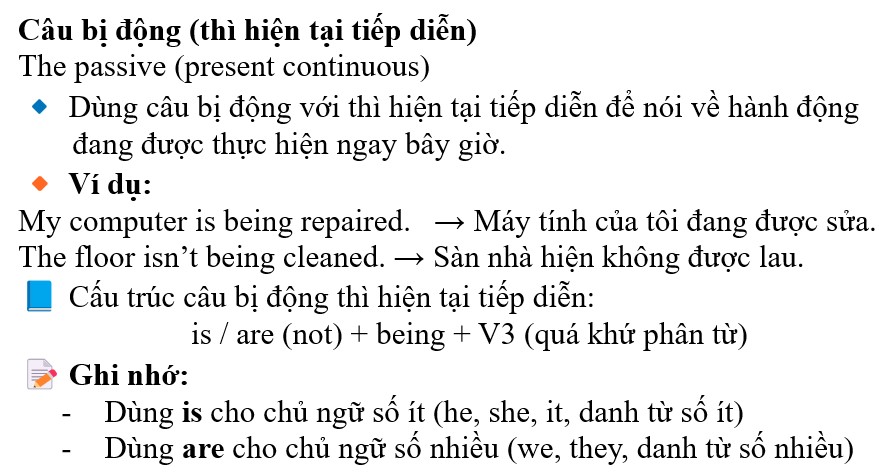 Câu bị động (thì hiện tại tiếp diễn)
The passive (present continuous)
Dùng câu bị động với thì hiện tại tiếp diễn để nói về hành động
đang được thực hiện ngay bây giờ.
Ví dụ:
My computer is being repaired. → Máy tính của tôi đang được sửa.
The floor isn’t being cleaned. → Sàn nhà hiện không được lau.
Cấu trúc câu bị động thì hiện tại tiếp diễn:
is / are (not) + being + V3 (quá khứ phân từ)
Ghi nhớ:
- Dùng is cho chủ ngữ số ít (he, she, it, danh từ số ít)
- Dùng are cho chủ ngữ số nhiều (we, they, danh từ số nhiều)